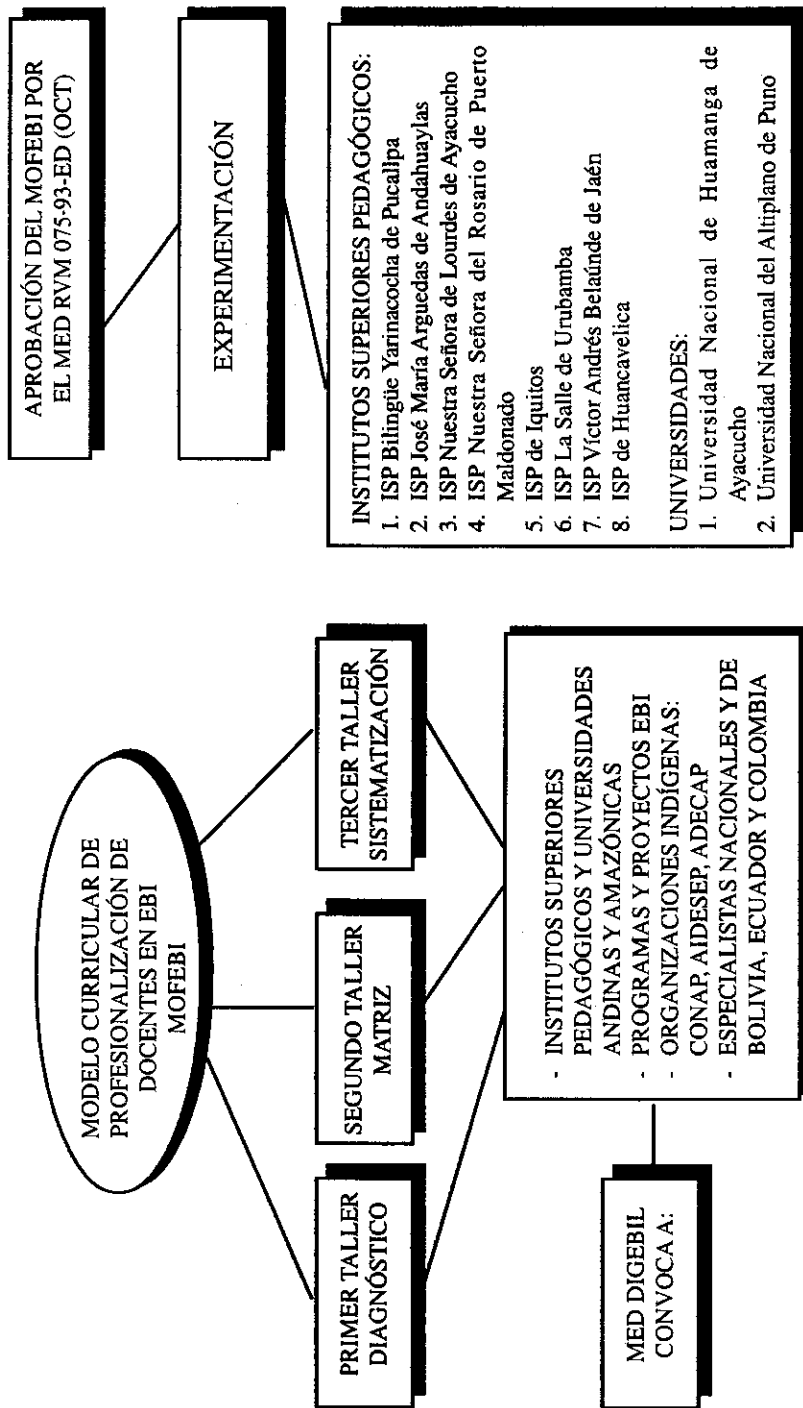 MODELO CURRICULAR DE
PROFESIONALIZACIÓN DE
DOCENTES EN EBI
MOFEBI
PRIMER TALLER
DIAGNÓSTICO
SEGUNDO TALLER
MATRIZ
TERCER TALLER
SISTEMATIZACIÓN
MED DIGEBIL
CONVOCA A:
- INSTITUTOS SUPERIORES
PEDAGÓGICOS Y UNIVERSIDADES
ANDINAS Y AMAZÓNICAS
- PROGRAMAS Y PROYECTOS EBI
- ORGANIZACIONES INDÍGENAS:
CONAP, AIDESEP, ADECAP
- ESPECIALISTAS NACIONALES Y DE
BOLIVIA, ECUADOR Y COLOMBIA
APROBACIÓN DEL MOFEBI POR
EL MED RVM 075-93-ED (OCT)
EXPERIMENTACIÓN
INSTITUTOS SUPERIORES PEDAGÓGICOS:
1. ISP Bilingüe Yarinacocha de Pucallpa
2. ISP José María Arguedas de Andahuaylas
3. ISP Nuestra Señora de Lourdes de Ayacucho
4. ISP Nuestra Señora del Rosario de Puerto
Maldonado
5. ISP de Iquitos
6. ISP La Salle de Urubamba
7. ISP Víctor Andrés Belaúnde de Jaén
8. ISP de Huancavelica
UNIVERSIDADES:
1. Universidad Nacional de Huamanga de
Ayacucho
2. Universidad Nacional del Altiplano de Puno